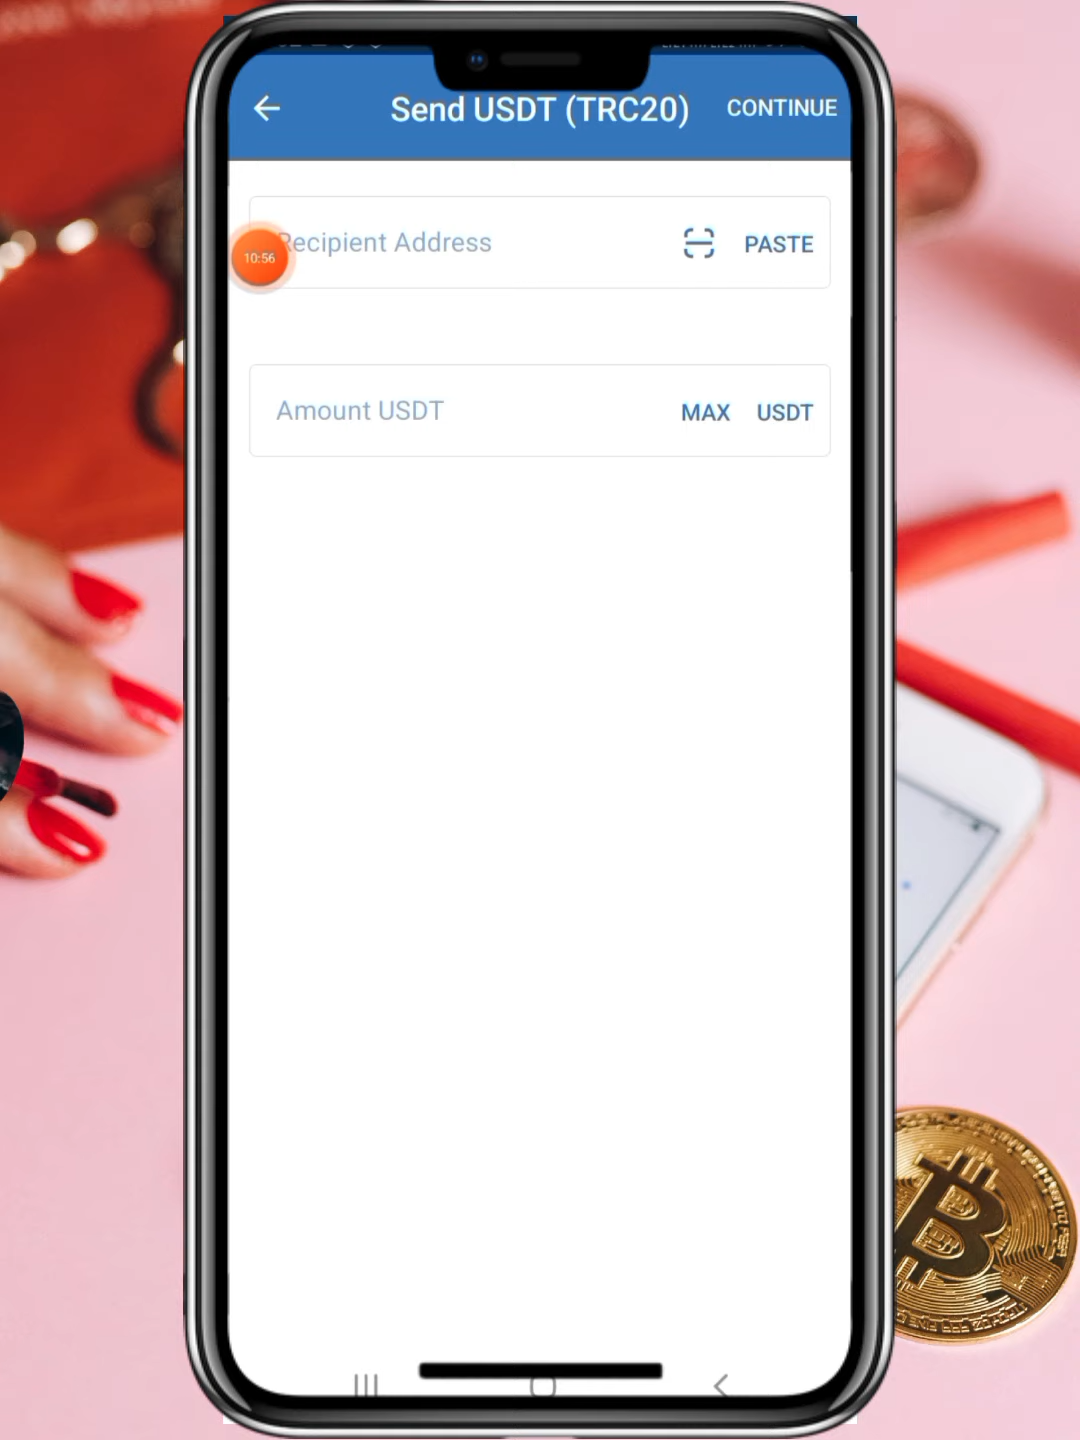 Send USDT (TRC20) CONTINUE
Recipient Address PASTE
10:56
Amount USDT MAX USDT